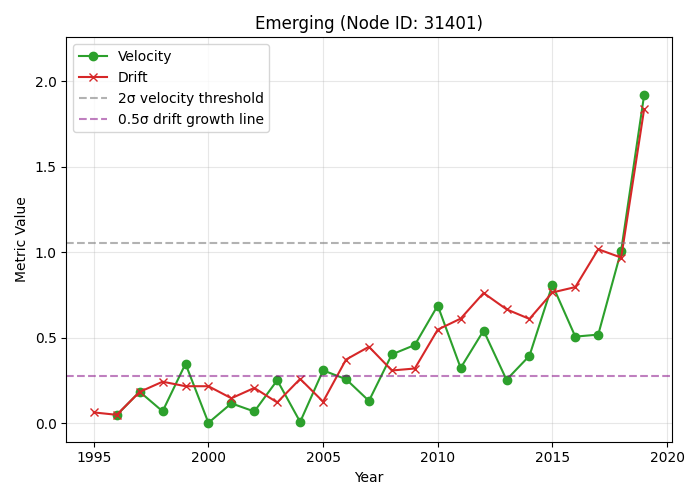 Emerging (Node ID: 31401)
Velocity
Drift
2σ velocity threshold
0.5σ drift growth line
Metric Value
2.0
1.5
1.0
0.5
0.0
1995 2000 2005 2010 2015 2020
Year